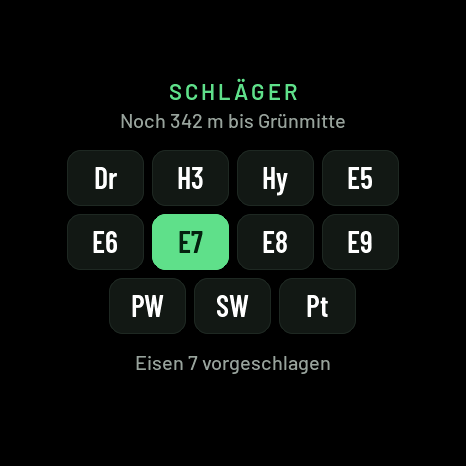 SCHLÄGER
Noch 342 m bis Grünmitte
Dr H3 Hy E5
E6 E7 E8 E9
PW SW Pt
Eisen 7 vorgeschlagen